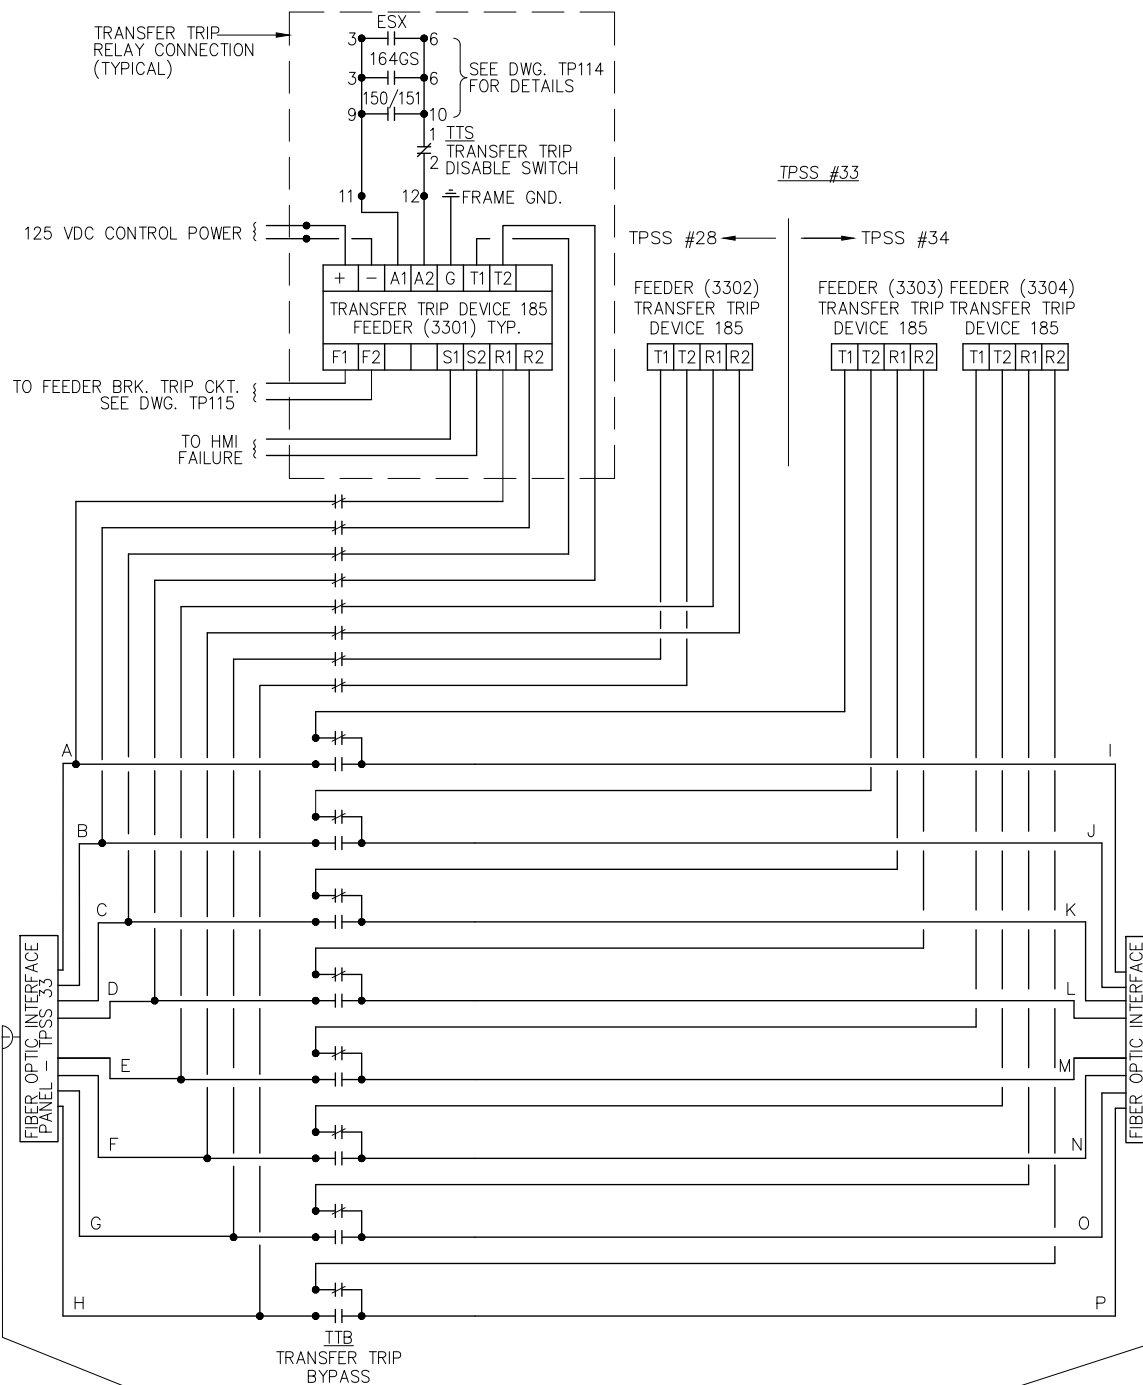 TRANSFER TRIP
RELAY CONNECTION
(TYPICAL)
ESX
3 6
164GS
3 6
150/151
9 10
SEE DWG. TP114
FOR DETAILS
1 TTS
TRANSFER TRIP
2 DISABLE SWITCH
11 12 FRAME GND.
125 VDC CONTROL POWER
+ − A1 A2 G T1 T2
TRANSFER TRIP DEVICE 185
FEEDER (3301) TYP.
F1 F2 S1 S2 R1 R2
TO FEEDER BRK. TRIP CKT.
SEE DWG. TP115
TO HMI
FAILURE
TPSS #33
TPSS #28 TPSS #34
FEEDER (3302)
TRANSFER TRIP
DEVICE 185
T1 T2 R1 R2
FEEDER (3303)
TRANSFER TRIP
DEVICE 185
T1 T2 R1 R2
FEEDER (3304)
TRANSFER TRIP
DEVICE 185
T1 T2 R1 R2
A I
B J
C K
D L
E M
F N
G O
H P
FIBER OPTIC INTERFACE
PANEL – TPSS 33
FIBER OPTIC INTERFACE
TTB
TRANSFER TRIP
BYPASS